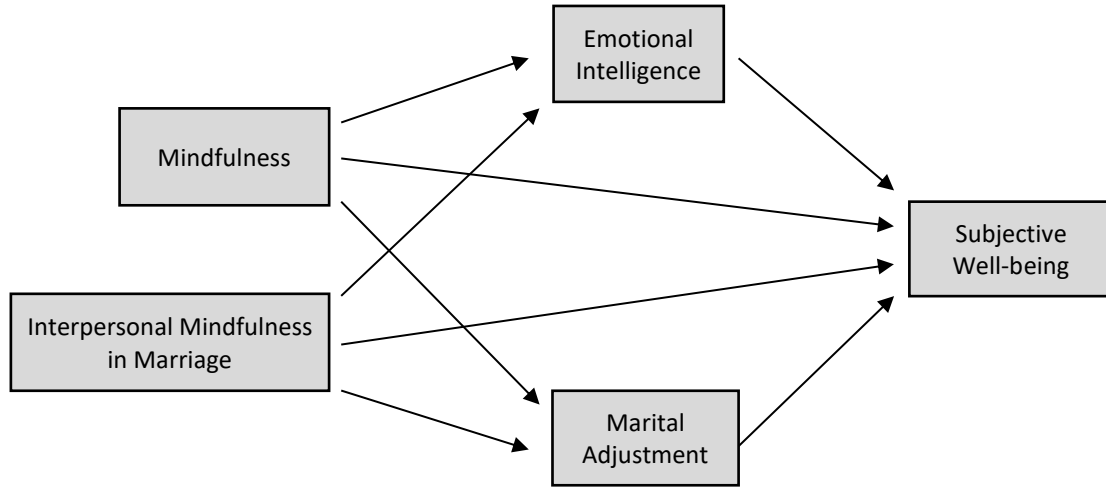 Emotional
Intelligence
Mindfulness
Subjective
Well-being
Interpersonal Mindfulness
in Marriage
Marital
Adjustment